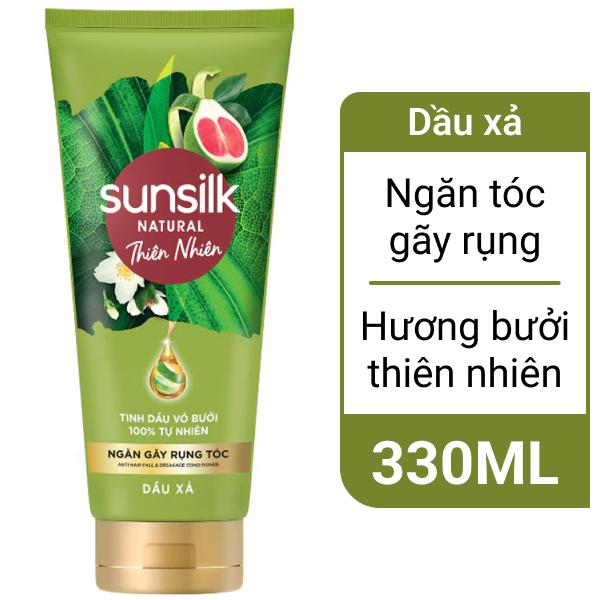 sunsilk
NATURAL
Thiên Nhiên
TINH DẦU VỎ BƯỞI
100% TỰ NHIÊN
NGĂN GÃY RỤNG TÓC
ANTI HAIR FALL & BREAKAGE CONDITIONER
DẦU XẢ
Dầu xả
Ngăn tóc
gãy rụng
Hương bưởi
thiên nhiên
330ML